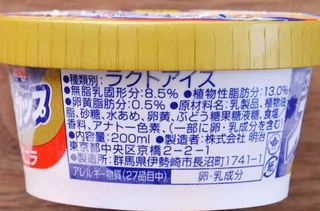 ●種類別：ラクトアイス
●無脂乳固形分：8.5% ●植物性脂肪分：13.0%
●卵黄脂肪分：0.5% ●原材料名：乳製品、植物油
脂、砂糖、水あめ、卵黄、ぶどう糖果糖液糖、食塩/
香料、アナトー色素、（一部に卵・乳成分を含む）
●内容量：200ml ●製造者：株式会社 明治
東京都中央区京橋2-2-1
●製造所：群馬県伊勢崎市長沼町1741-1
アレルギー物質（27品目中） 卵・乳成分